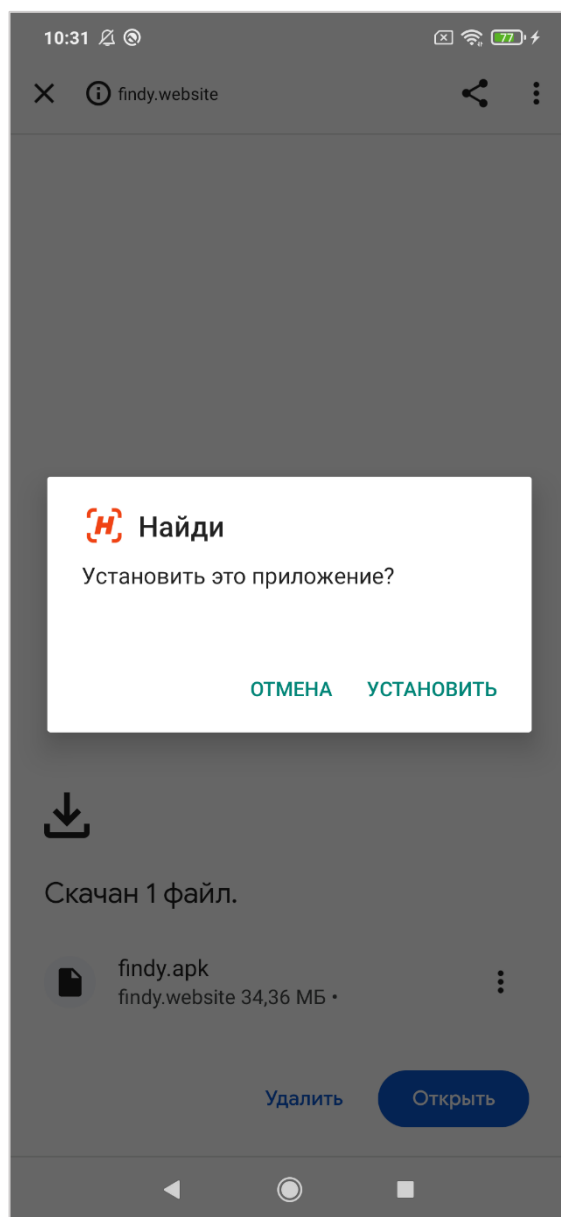 10:31 77
findy.website
Н Найди
Установить это приложение?
ОТМЕНА УСТАНОВИТЬ
Скачан 1 файл.
findy.apk
findy.website 34,36 МБ •
Удалить Открыть